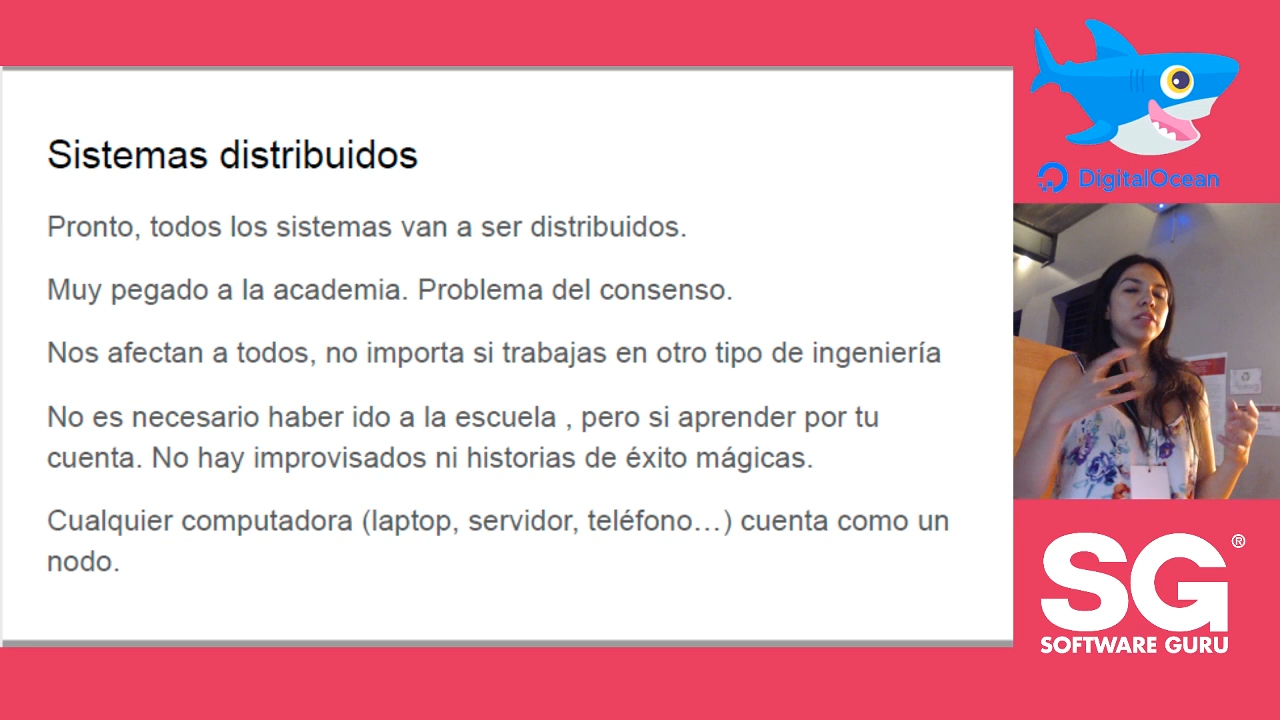 Sistemas distribuidos
Pronto, todos los sistemas van a ser distribuidos.
Muy pegado a la academia. Problema del consenso.
Nos afectan a todos, no importa si trabajas en otro tipo de ingeniería
No es necesario haber ido a la escuela , pero si aprender por tu
cuenta. No hay improvisados ni historias de éxito mágicas.
Cualquier computadora (laptop, servidor, teléfono…) cuenta como un
nodo.
DigitalOcean
SG®
SOFTWARE GURU